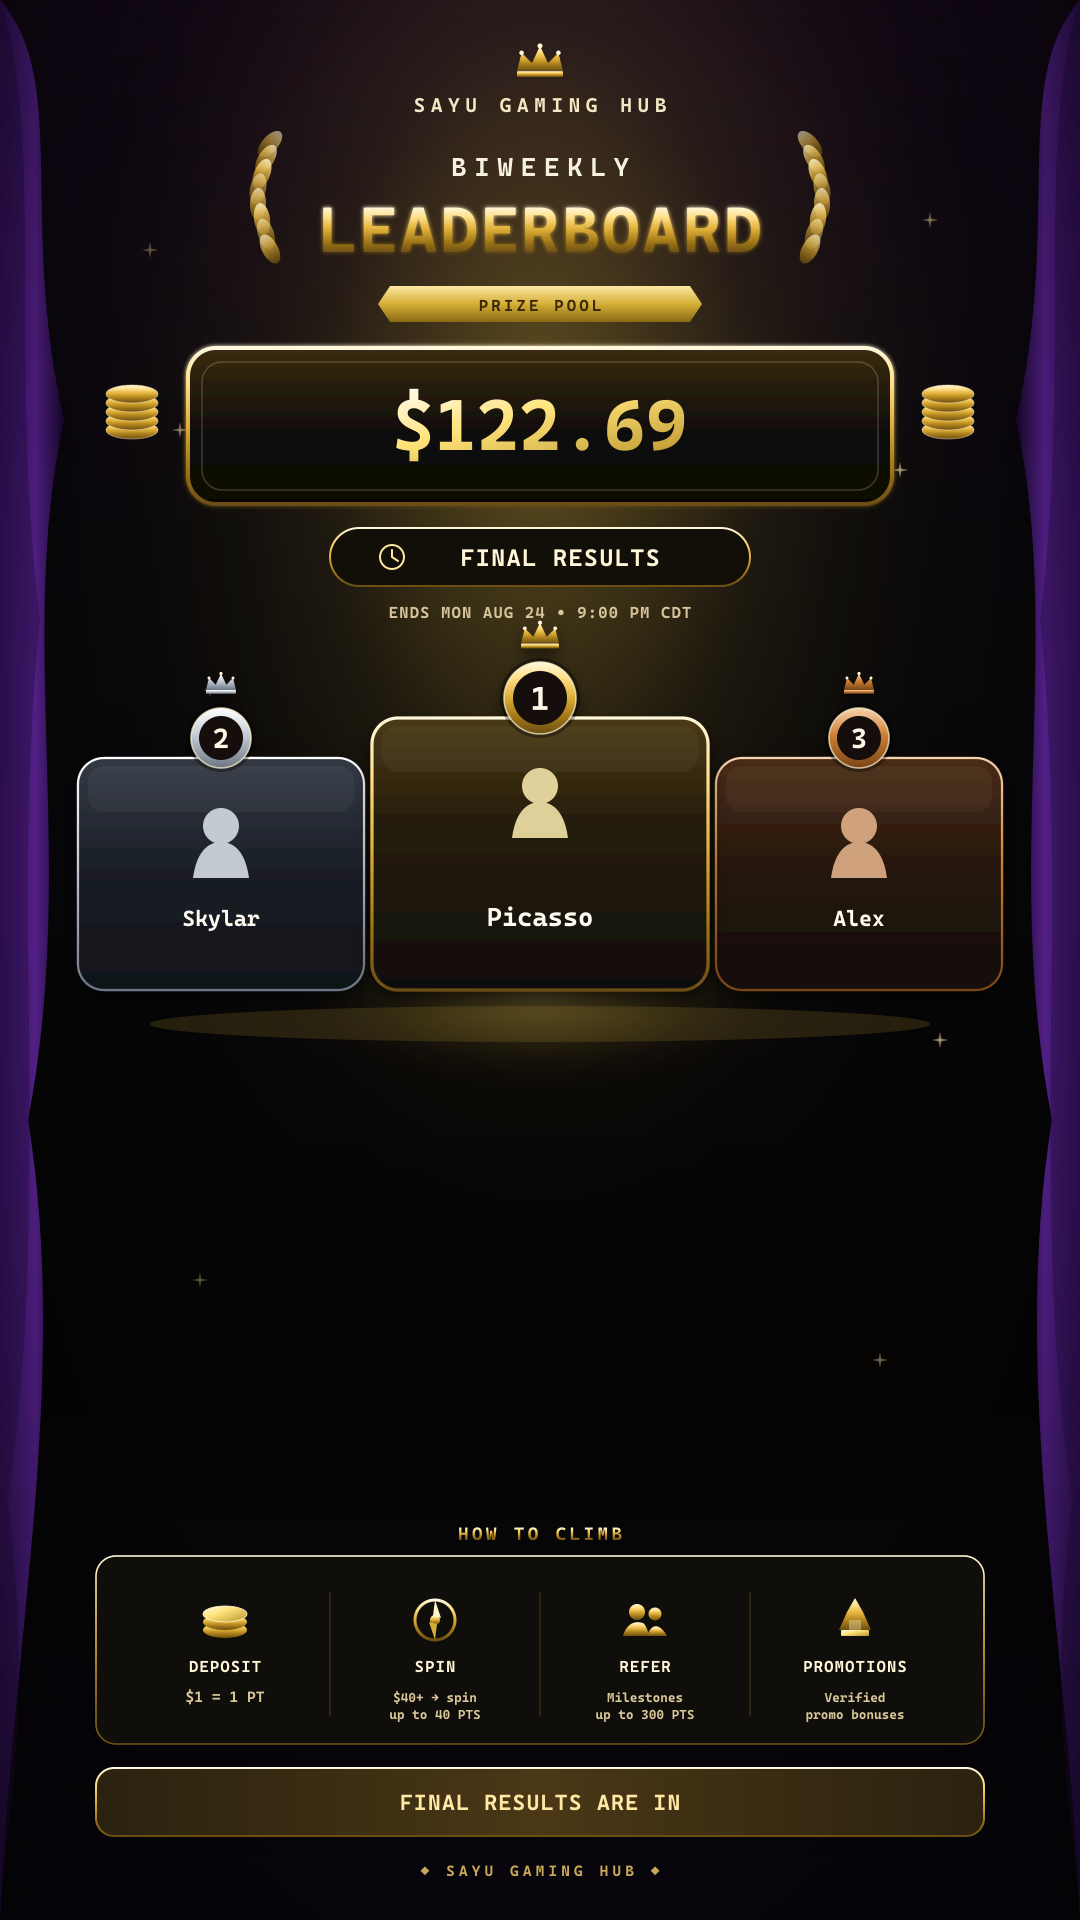 SAYU GAMING HUB
BIWEEKLY
LEADERBOARD
PRIZE POOL
$122.69
FINAL RESULTS
ENDS MON AUG 24 • 9:00 PM CDT
1
2
3
Skylar
Picasso
Alex
HOW TO CLIMB
DEPOSIT
$1 = 1 PT
SPIN
$40+ → spin
up to 40 PTS
REFER
Milestones
up to 300 PTS
PROMOTIONS
Verified
promo bonuses
FINAL RESULTS ARE IN
◆ SAYU GAMING HUB ◆